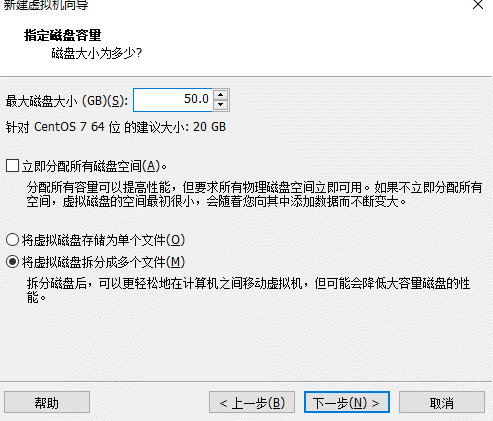 新建虚拟机向导
指定磁盘容量
磁盘大小为多少?
最大磁盘大小 (GB)(S): 50.0
针对 CentOS 7 64 位 的建议大小: 20 GB
立即分配所有磁盘空间(A)。
分配所有容量可以提高性能，但要求所有物理磁盘空间立即可用。如果不立即分配所有
空间，虚拟磁盘的空间最初很小，会随着您向其中添加数据而不断变大。
将虚拟磁盘存储为单个文件(O)
将虚拟磁盘拆分成多个文件(M)
拆分磁盘后，可以更轻松地在计算机之间移动虚拟机，但可能会降低大容量磁盘的性
能。
帮助 < 上一步(B) 下一步(N) > 取消